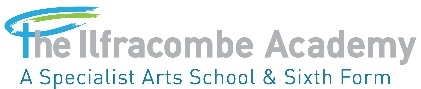 The Ilfracombe Academy
A Specialist Arts School & Sixth Form